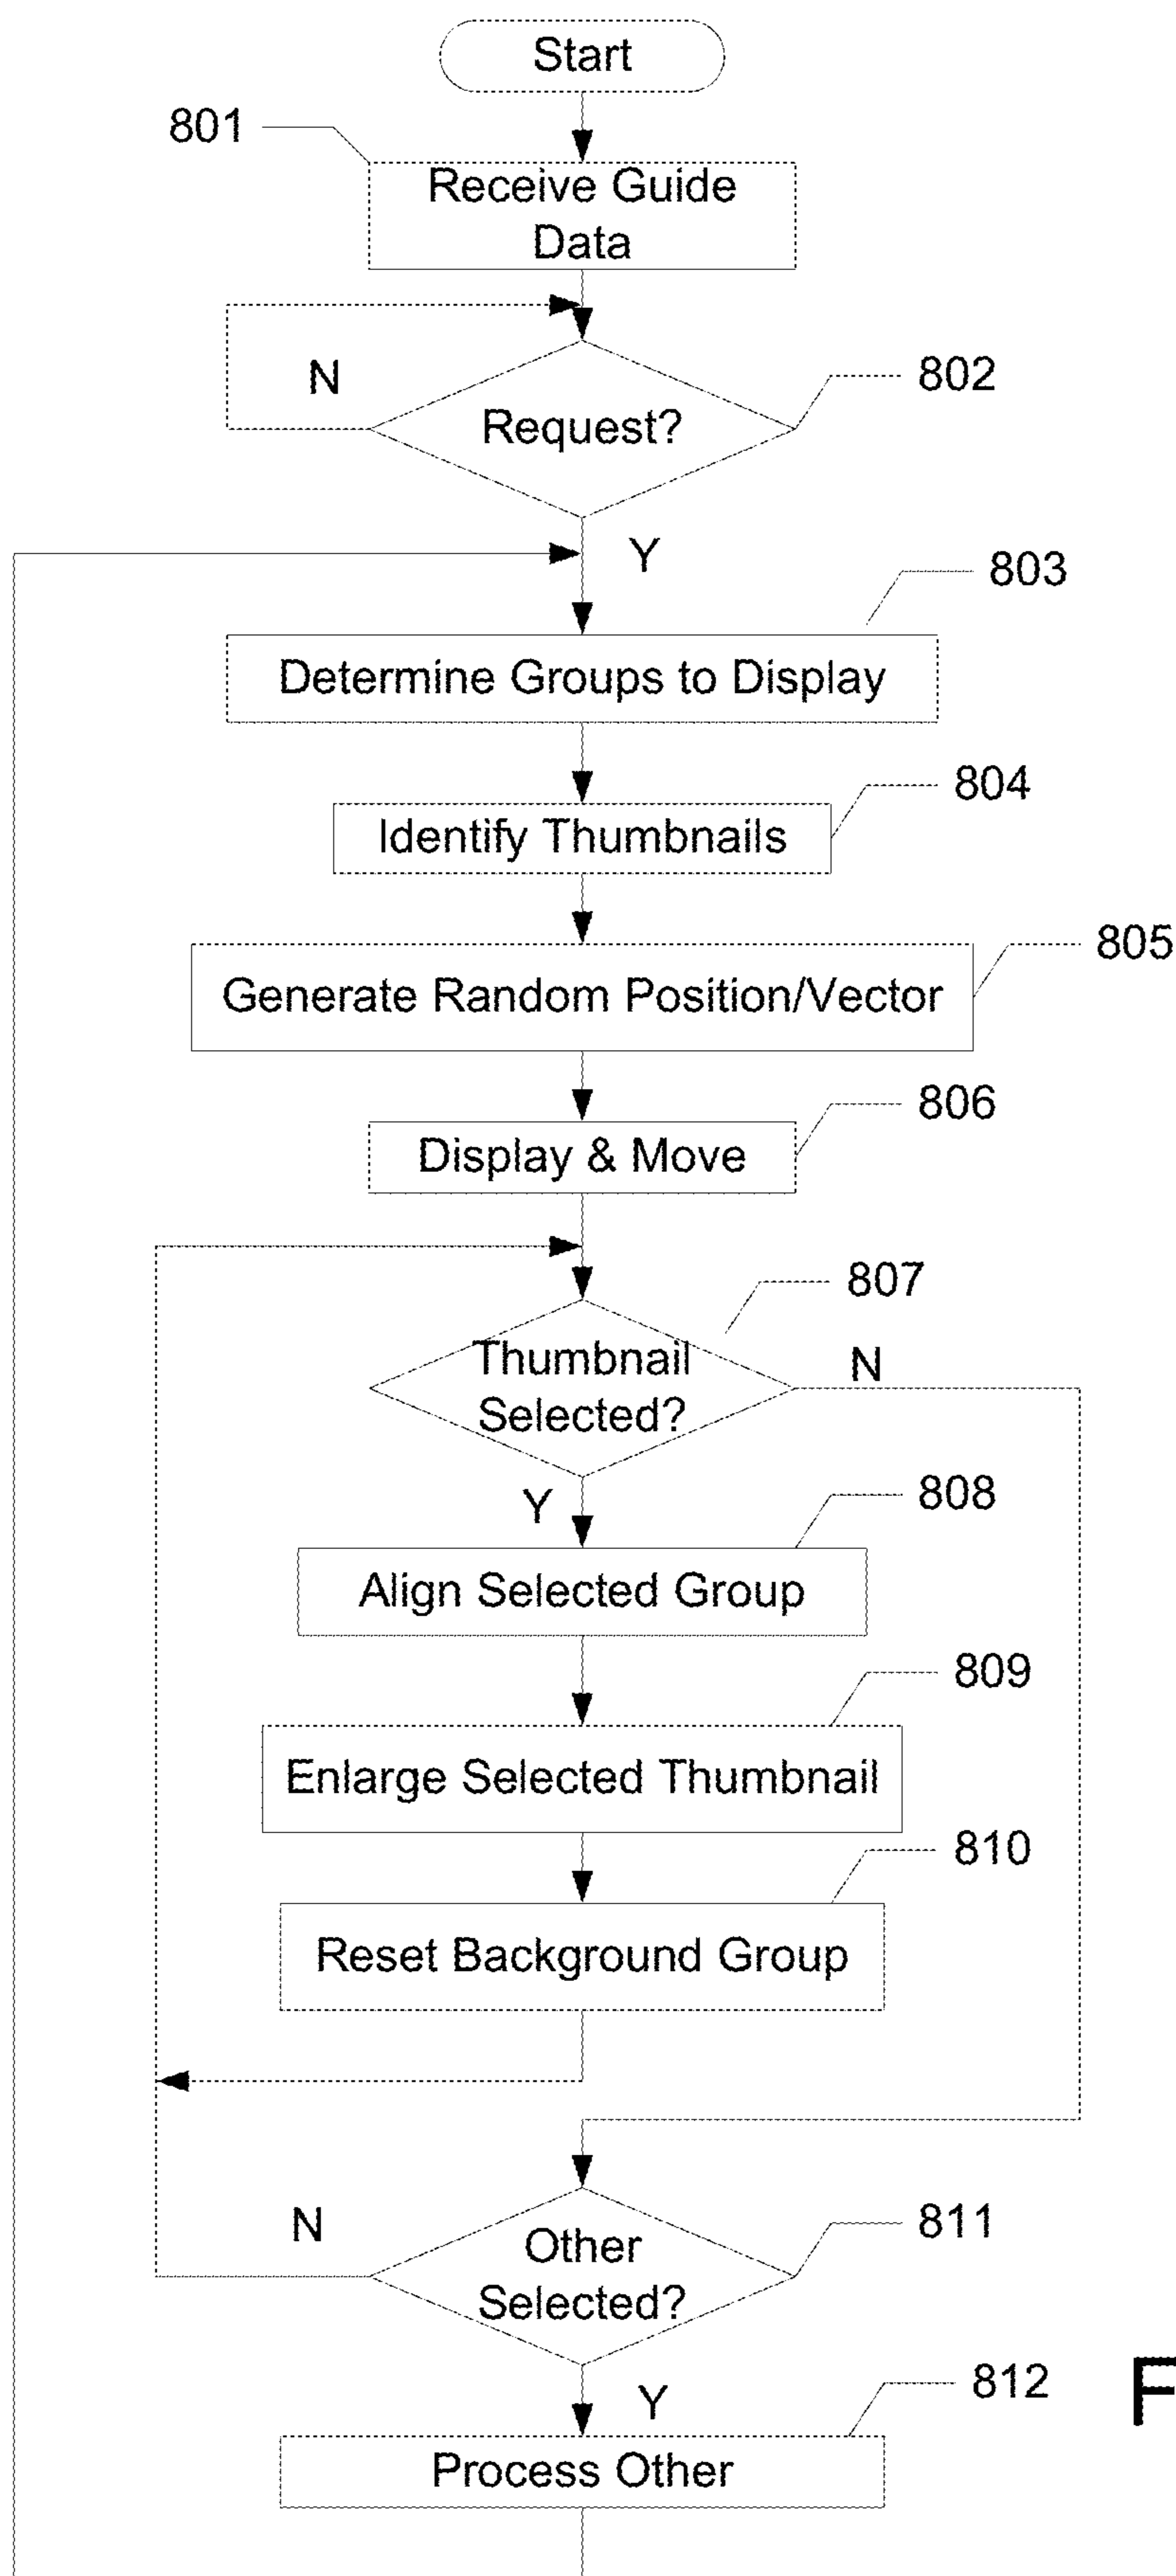 Start
801
Receive Guide
Data
N
802
Request?
Y
803
Determine Groups to Display
804
Identify Thumbnails
805
Generate Random Position/Vector
806
Display & Move
807
Thumbnail
Selected?
N
Y
808
Align Selected Group
809
Enlarge Selected Thumbnail
810
Reset Background Group
N
811
Other
Selected?
Y
812
F
Process Other